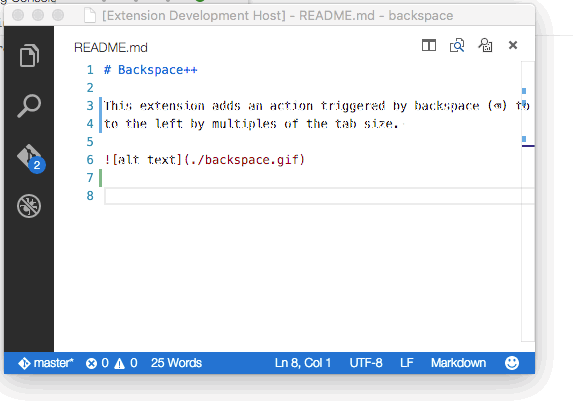 ng Console
[Extension Development Host] - README.md - backspace
README.md
1 # Backspace++
2
3 This extension adds an action triggered by backspace (⌫) to
4 to the left by multiples of the tab size.
5
6 ![alt text](./backspace.gif)
7
8
2
master* 0 0 25 Words Ln 8, Col 1 UTF-8 LF Markdown